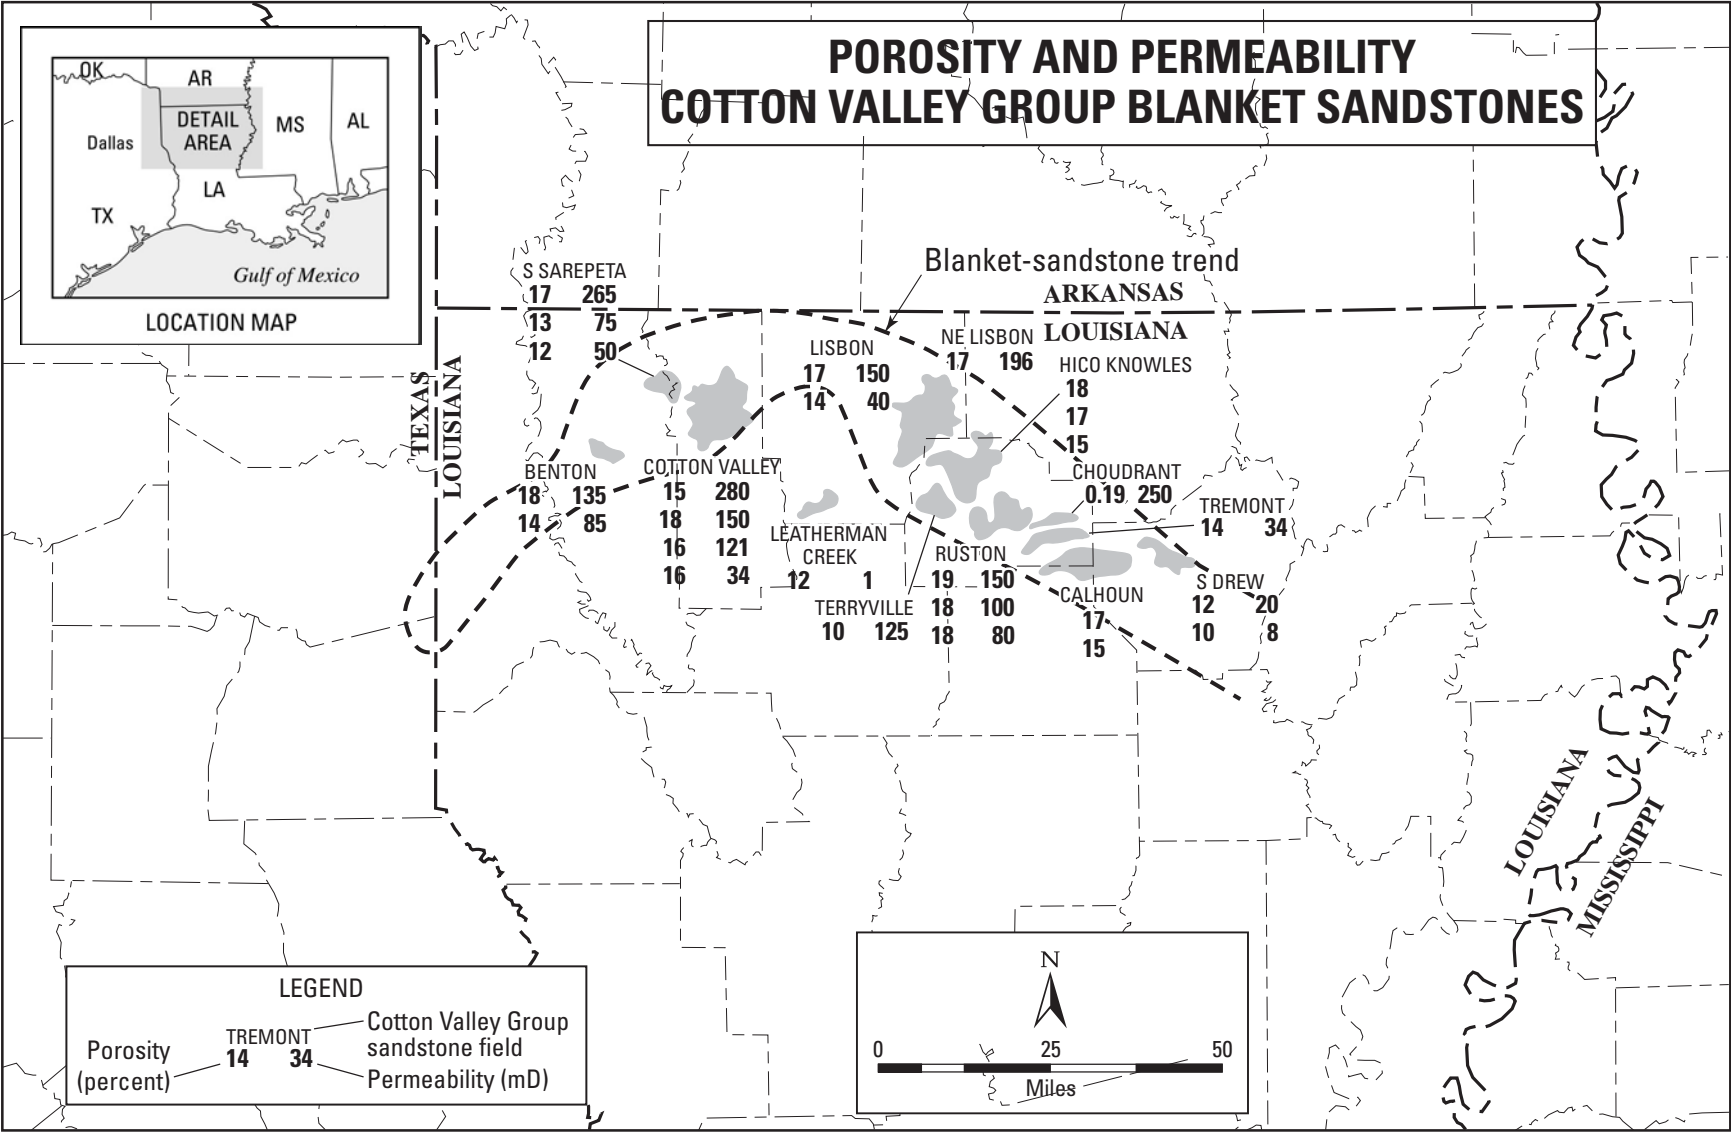 POROSITY AND PERMEABILITY
COTTON VALLEY GROUP BLANKET SANDSTONES
OK
AR
DETAIL
AREA
MS
AL
Dallas
LA
TX
Gulf of Mexico
LOCATION MAP
Blanket-sandstone trend
ARKANSAS
LOUISIANA
TEXAS
LOUISIANA
S SAREPETA
17 265
13 75
12 50
LISBON
17 150
14 40
NE LISBON
17 196
HICO KNOWLES
18
17
15
BENTON
18 135
14 85
COTTON VALLEY
15 280
18 150
16 121
16 34
CHOUDRANT
0.19 250
TREMONT
14 34
LEATHERMAN
CREEK
12 1
TERRYVILLE
10 125
RUSTON
19 150
18 100
18 80
CALHOUN
17
15
S DREW
12 20
10 8
LOUISIANA
MISSISSIPPI
LEGEND
TREMONT
14 34
Porosity
(percent)
Cotton Valley Group
sandstone field
Permeability (mD)
N
0 25 50
Miles